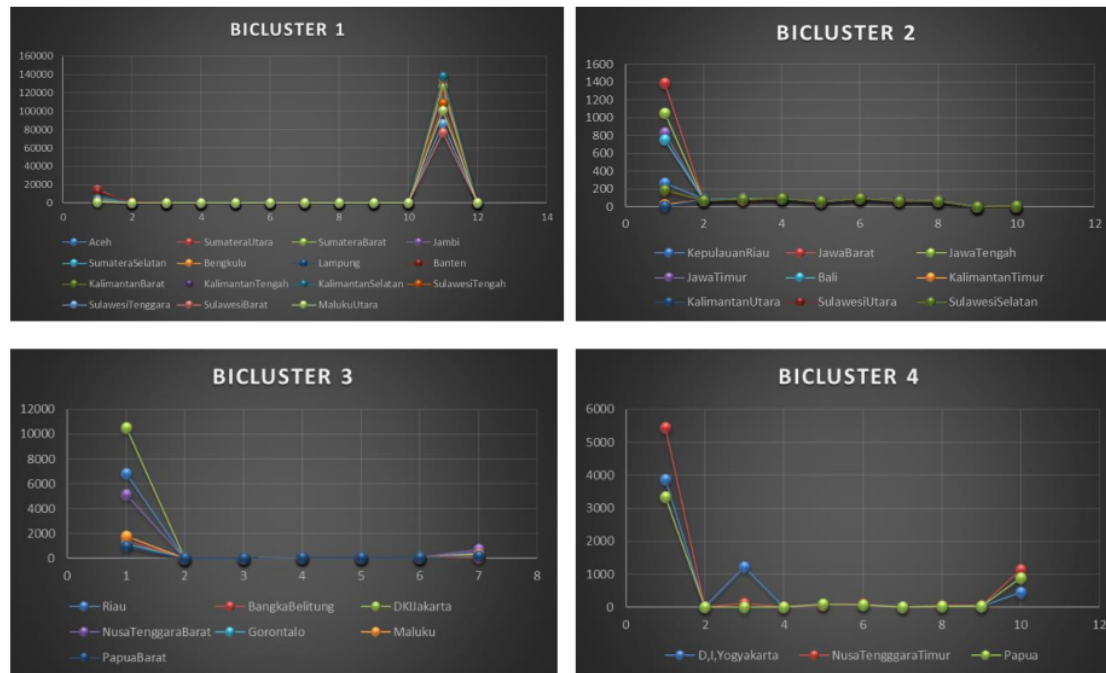 BICLUSTER 1
160000
140000
120000
100000
80000
60000
40000
20000
0
0 2 4 6 8 10 12 14
Aceh SumateraUtara SumateraBarat Jambi
SumateraSelatan Bengkulu Lampung Banten
KalimantanBarat KalimantanTengah KalimantanSelatan SulawesiTengah
SulawesiTenggara SulawesiBarat MalukuUtara
BICLUSTER 2
1600
1400
1200
1000
800
600
400
200
0
0 2 4 6 8 10 12
KepulauanRiau JawaBarat JawaTengah
JawaTimur Bali KalimantanTimur
KalimantanUtara SulawesiUtara SulawesiSelatan
BICLUSTER 3
12000
10000
8000
6000
4000
2000
0
0 1 2 3 4 5 6 7 8
Riau BangkaBelitung DKIJakarta
NusaTenggaraBarat Gorontalo Maluku
PapuaBarat
BICLUSTER 4
6000
5000
4000
3000
2000
1000
0
0 2 4 6 8 10 12
D,I,Yogyakarta NusaTengggaraTimur Papua